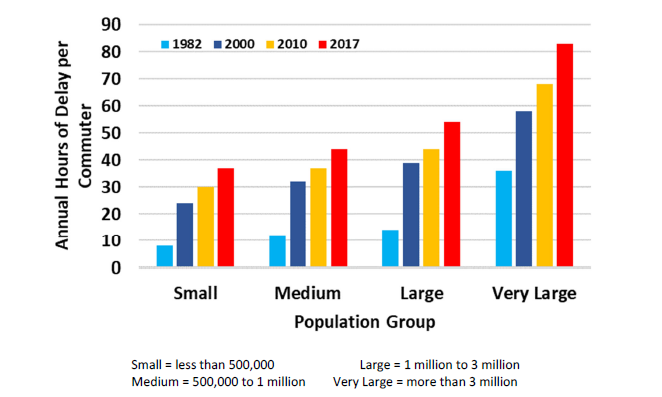 90
80
70
60
50
40
30
20
10
0
Annual Hours of Delay per
Commuter
1982 2000 2010 2017
Small Medium Large Very Large
Population Group
Small = less than 500,000 Large = 1 million to 3 million
Medium = 500,000 to 1 million Very Large = more than 3 million